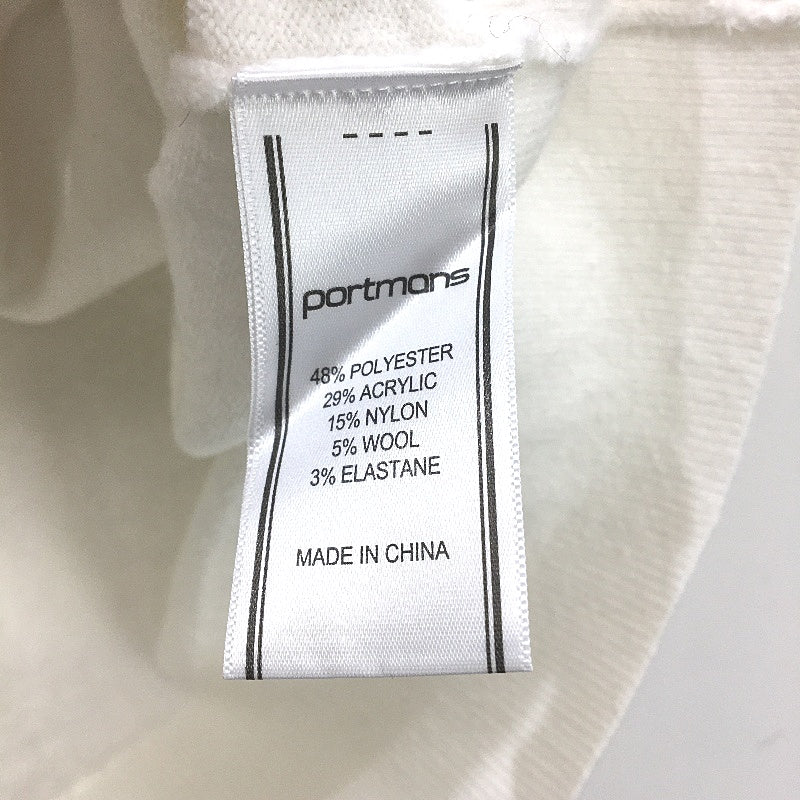 portmans
48% POLYESTER
29% ACRYLIC
15% NYLON
5% WOOL
3% ELASTANE
MADE IN CHINA